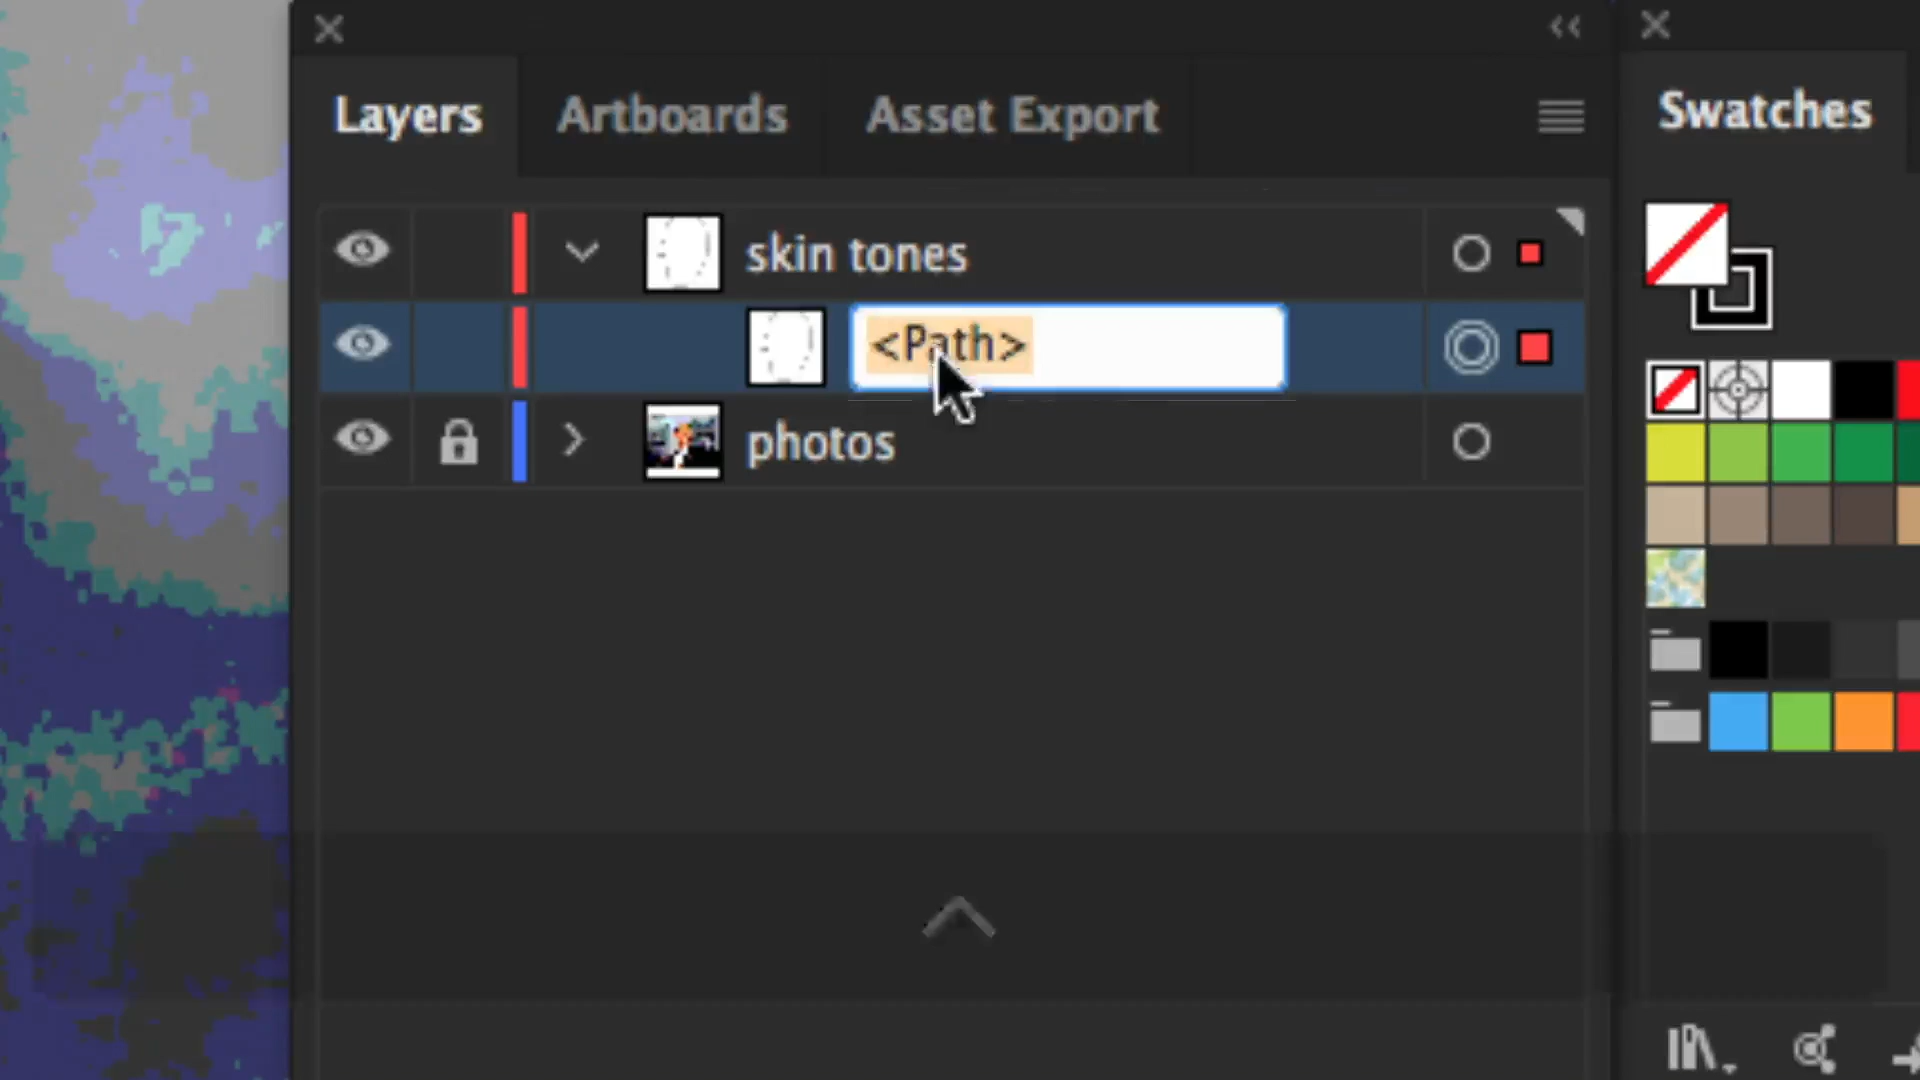 Layers Artboards Asset Export
Swatches
skin tones
<Path>
photos